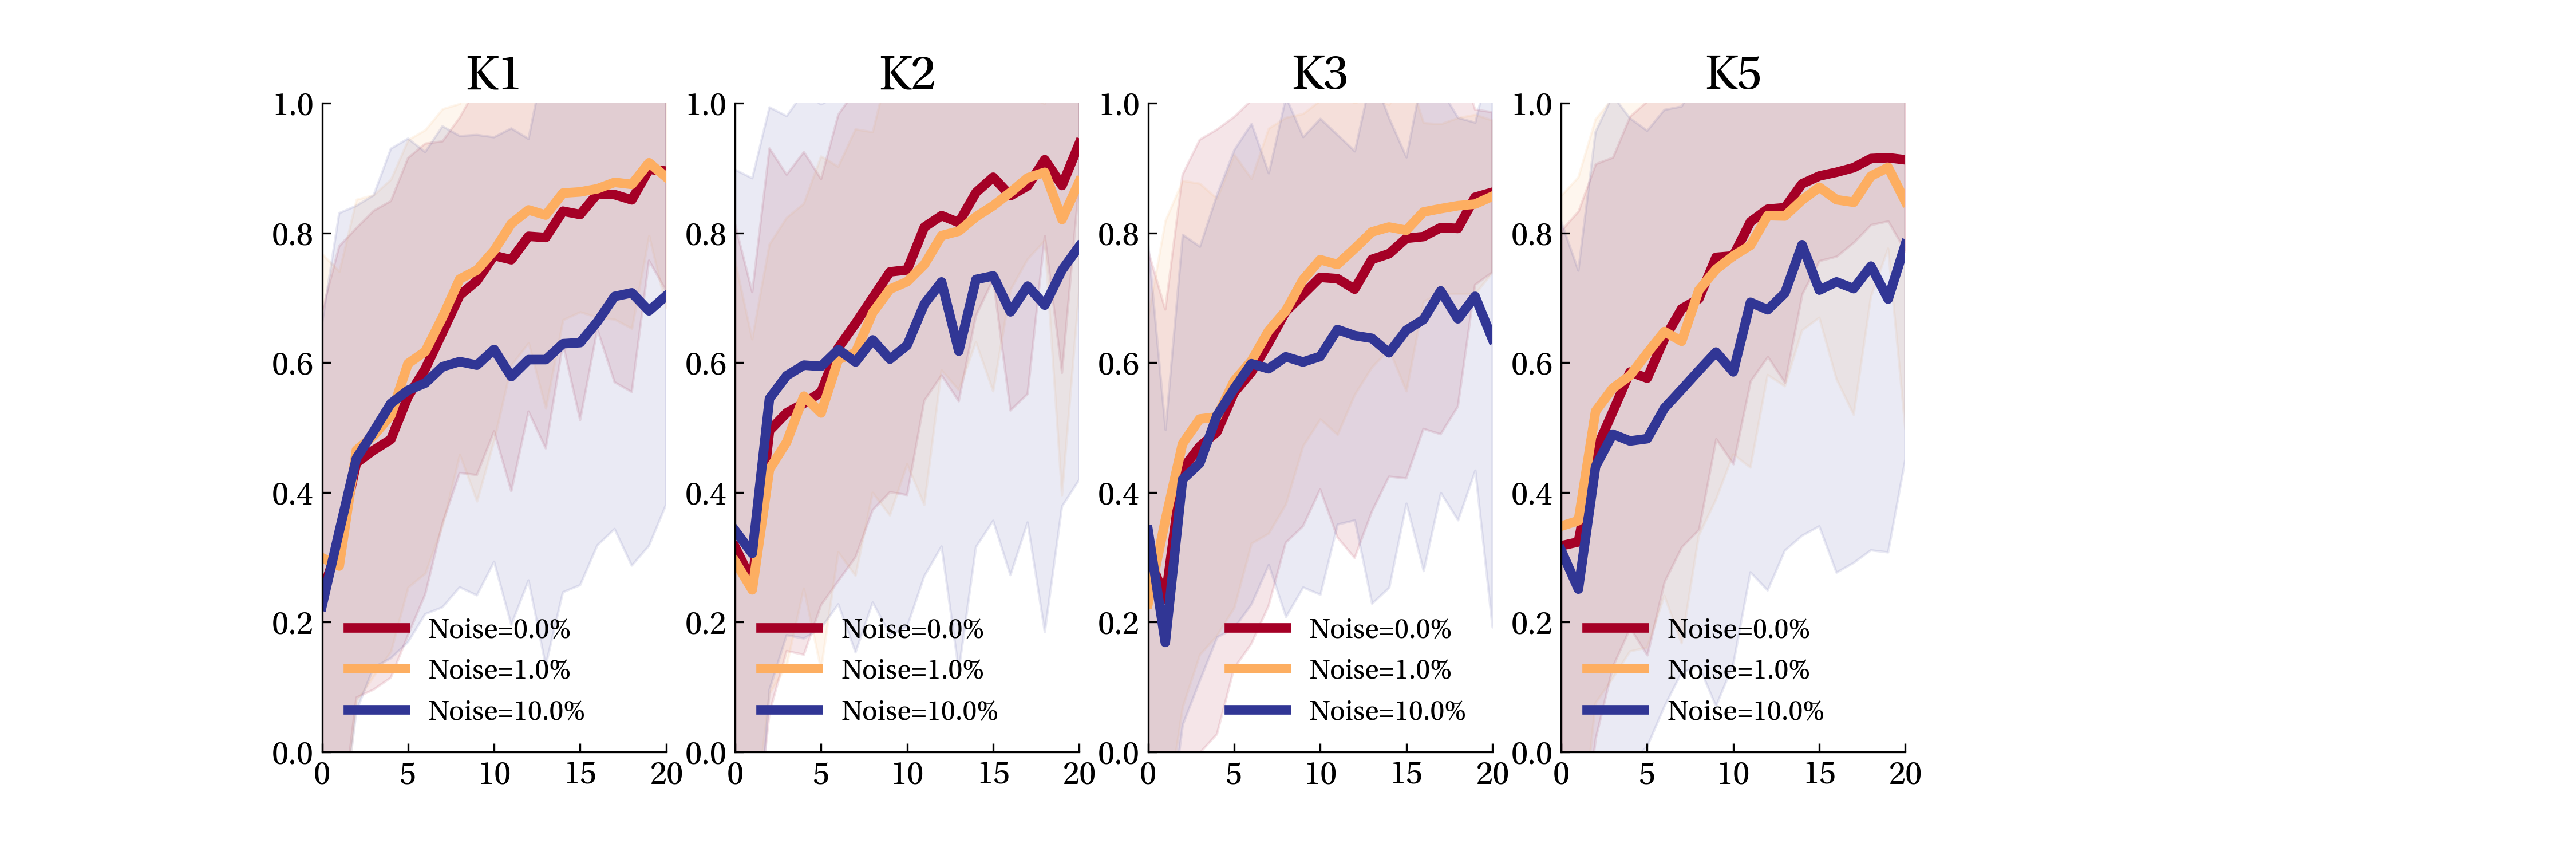 K1 K2 K3 K5
1.0 1.0 1.0 1.0
0.8 0.8 0.8 0.8
0.6 0.6 0.6 0.6
0.4 0.4 0.4 0.4
0.2 0.2 0.2 0.2
Noise=0.0% Noise=0.0% Noise=0.0% Noise=0.0%
Noise=1.0% Noise=1.0% Noise=1.0% Noise=1.0%
Noise=10.0% Noise=10.0% Noise=10.0% Noise=10.0%
0.0 0.0 0.0 0.0
0 5 10 15 20 0 5 10 15 20 0 5 10 15 20 0 5 10 15 20